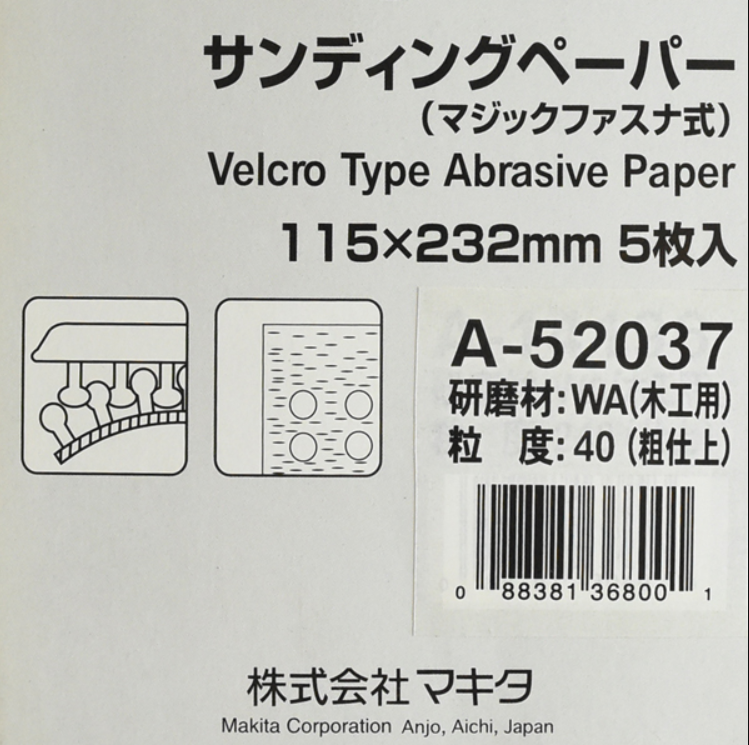 サンディングペーパー
(マジックファスナ式)
Velcro Type Abrasive Paper
115×232mm 5枚入
A-52037
研磨材:WA(木工用)
粒 度:40 (粗仕上)
0 88381 36800 1
株式会社マキタ
Makita Corporation Anjo, Aichi, Japan